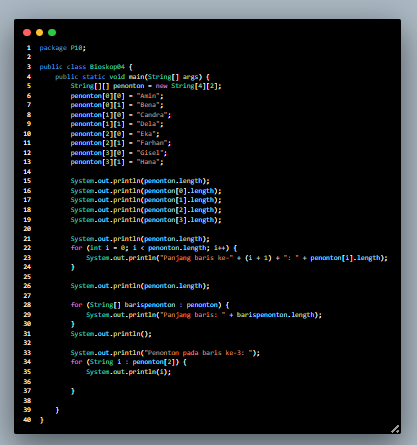 1 package P10;
2
3 public class Bioskop04 {
4 public static void main(String[] args) {
5 String[][] penonton = new String[4][2];
6 penonton[0][0] = "Amin";
7 penonton[0][1] = "Bena";
8 penonton[1][0] = "Candra";
9 penonton[1][1] = "Dela";
10 penonton[2][0] = "Eka";
11 penonton[2][1] = "Farhan";
12 penonton[3][0] = "Gisel";
13 penonton[3][1] = "Hana";
14
15 System.out.println(penonton.length);
16 System.out.println(penonton[0].length);
17 System.out.println(penonton[1].length);
18 System.out.println(penonton[2].length);
19 System.out.println(penonton[3].length);
20
21 System.out.println(penonton.length);
22 for (int i = 0; i < penonton.length; i++) {
23 System.out.println("Panjang baris ke-" + (i + 1) + ": " + penonton[i].length);
24 }
25
26 System.out.println(penonton.length);
27
28 for (String[] barispenonton : penonton) {
29 System.out.println("Panjang baris: " + barispenonton.length);
30 }
31 System.out.println();
32
33 System.out.println("Penonton pada baris ke-3: ");
34 for (String i : penonton[2]) {
35 System.out.println(i);
36
37 }
38
39 }
40 }